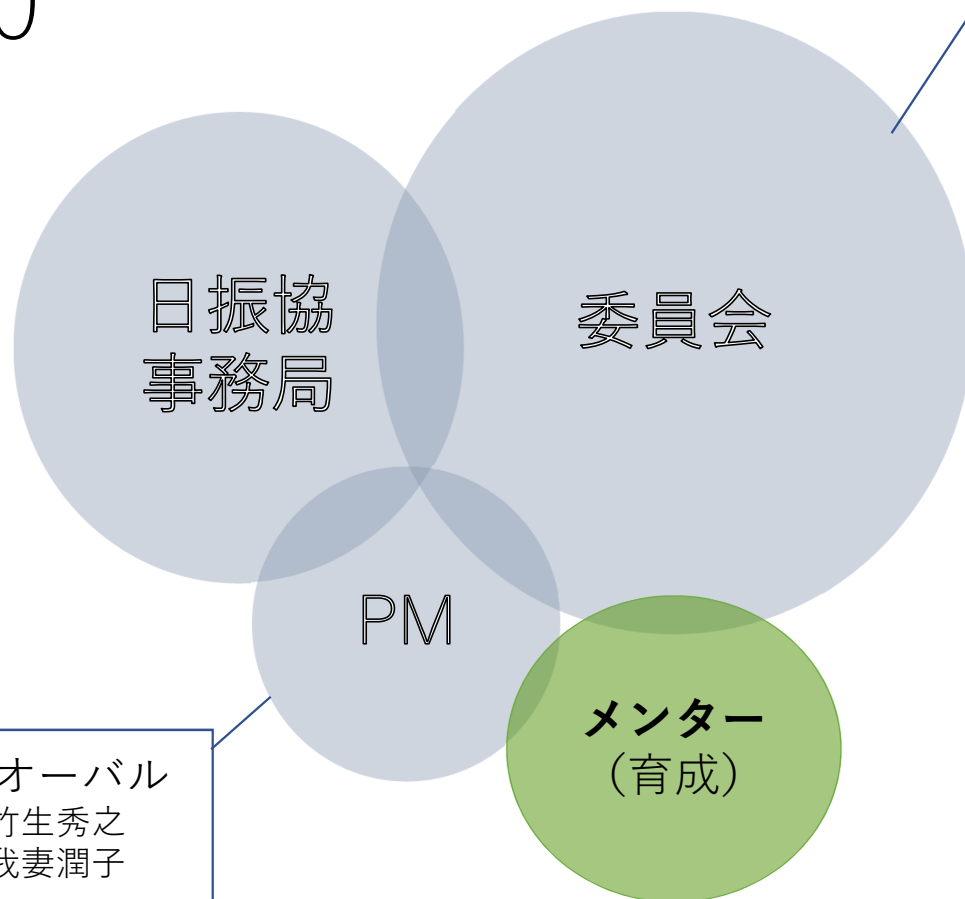 日振協
事務局
委員会
PM
メンター
（育成）
オーバル
竹生秀之
我妻潤子